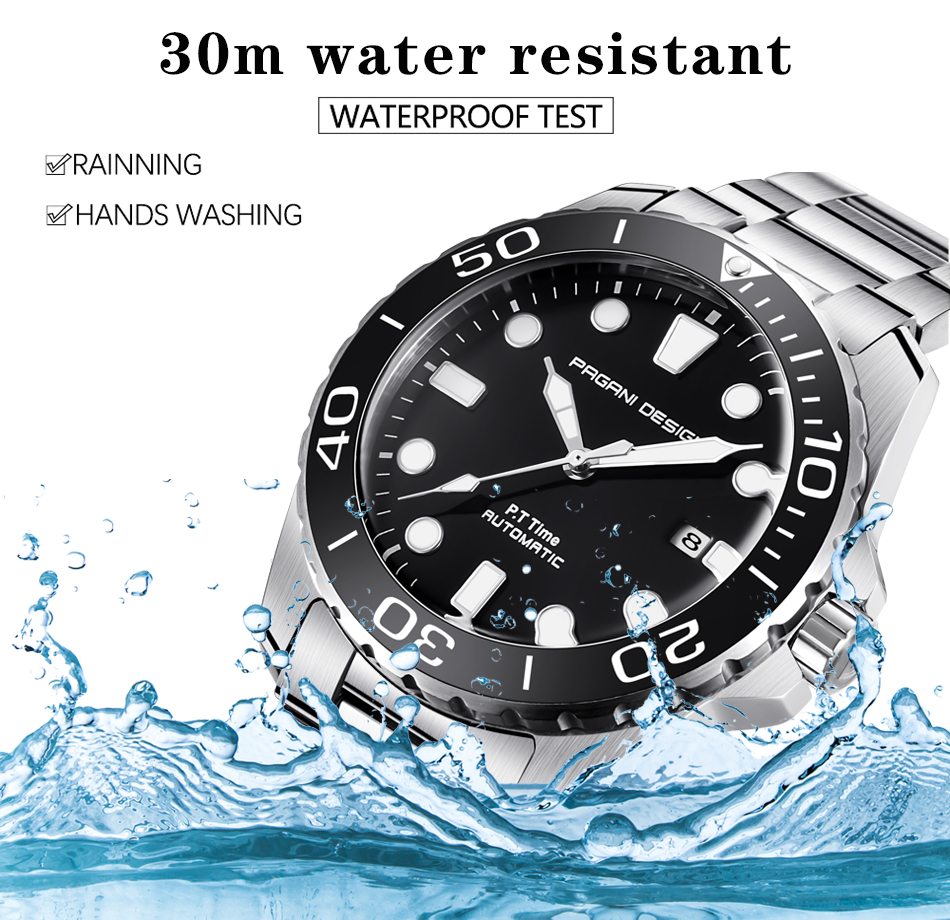 30m water resistant
WATERPROOF TEST
RAINNING
HANDS WASHING
50
40
10
PAGANI DESIGN
P.T Time
AUTOMATIC
8
30
20